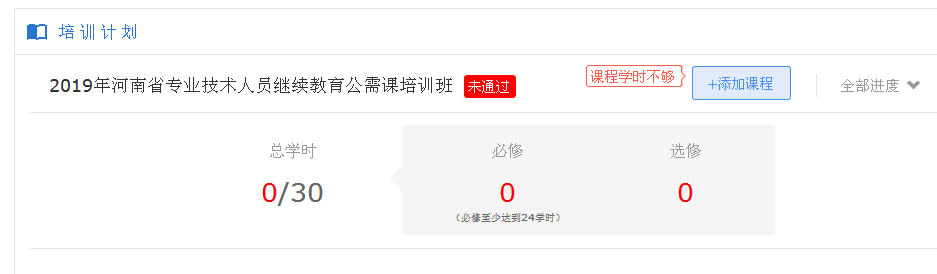 培训计划
2019年河南省专业技术人员继续教育公需课培训班 未通过 课程学时不够 +添加课程 全部进度
总学时 必修 选修
0/30 0 0
（必修至少达到24学时）